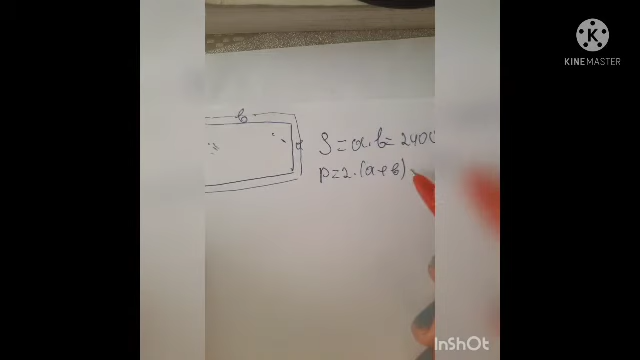 K
KINEMASTER
b
a
S = a·b = 2400
p = 2·(a+b)
InShOt